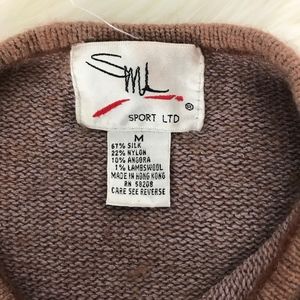 SML
®
SPORT LTD
M
67% SILK
22% NYLON
10% ANGORA
1% LAMBSWOOL
MADE IN HONG KONG
RN 58208
CARE SEE REVERSE